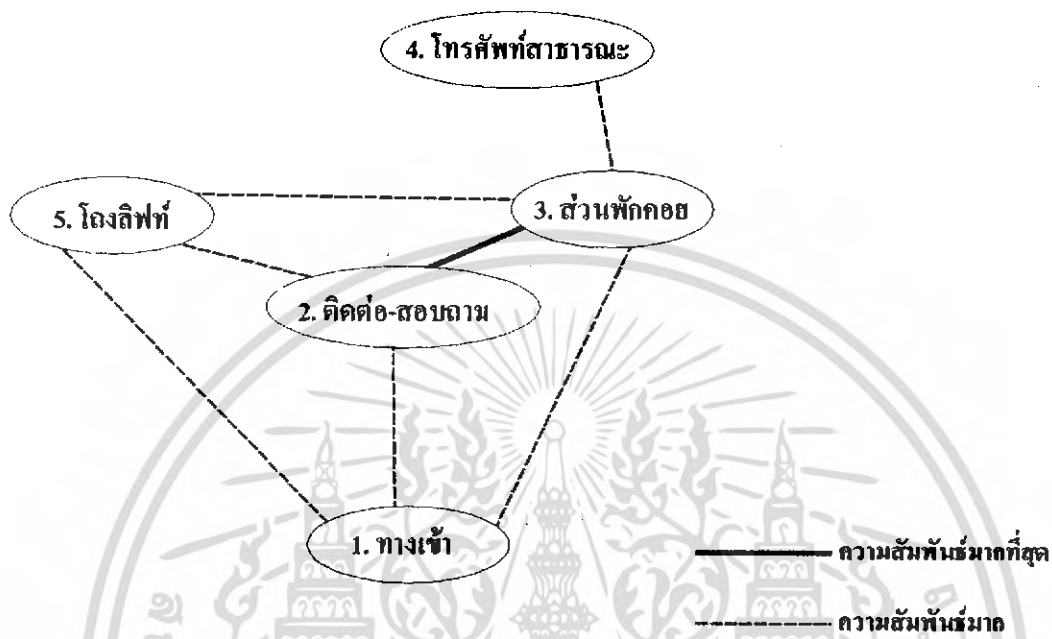 4. โทรศัพท์สาธารณะ
5. โถงลิฟท์
3. ส่วนพักคอย
2. ติดต่อ-สอบถาม
1. ทางเข้า
ความสัมพันธ์มากที่สุด
ความสัมพันธ์มาก